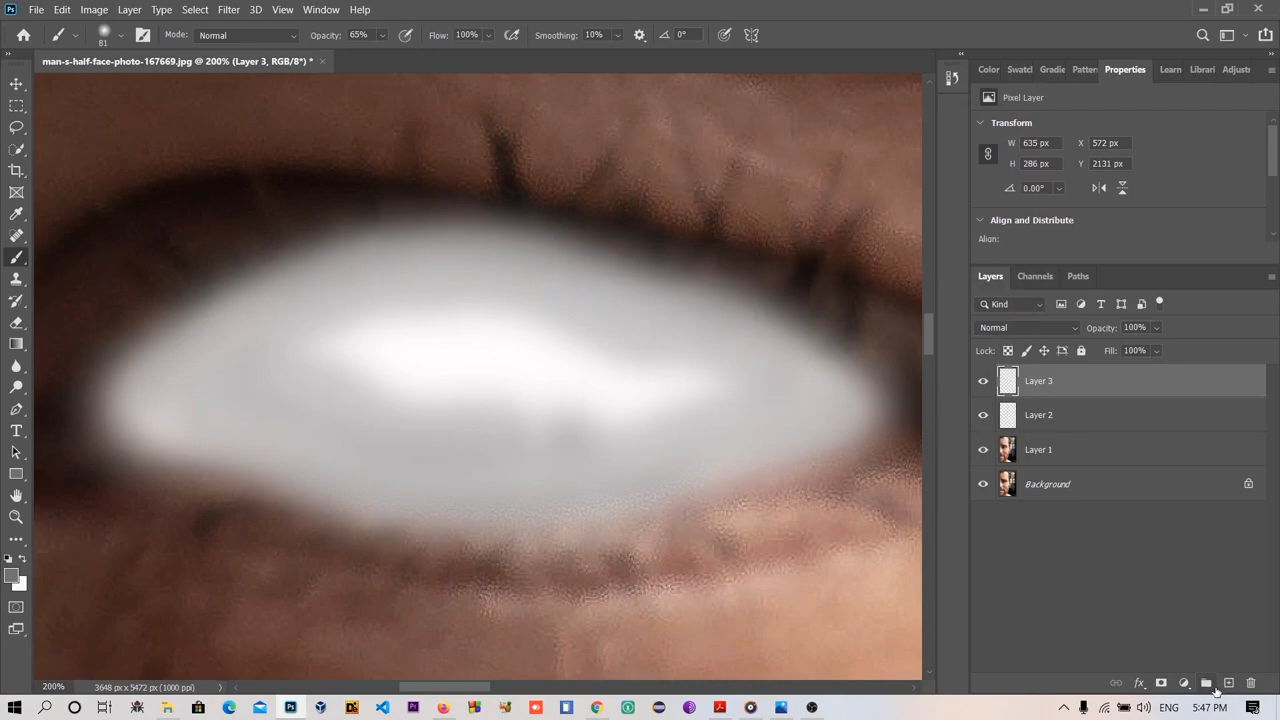 Ps File Edit Image Layer Type Select Filter 3D View Window Help
81 Mode: Normal Opacity: 65% Flow: 100% Smoothing: 10% 0°
man-s-half-face-photo-167669.jpg @ 200% (Layer 3, RGB/8*) *
Color Swatcl Gradie Patterr Properties Learn Librari Adjustı
Pixel Layer
Transform
W 635 px X 572 px
H 286 px Y 2131 px
0.00°
Align and Distribute
Align:
Layers Channels Paths
Kind
Normal Opacity: 100%
Lock: Fill: 100%
Layer 3
Layer 2
Layer 1
Background
200% 3648 px x 5472 px (1000 ppi)
ENG 5:47 PM